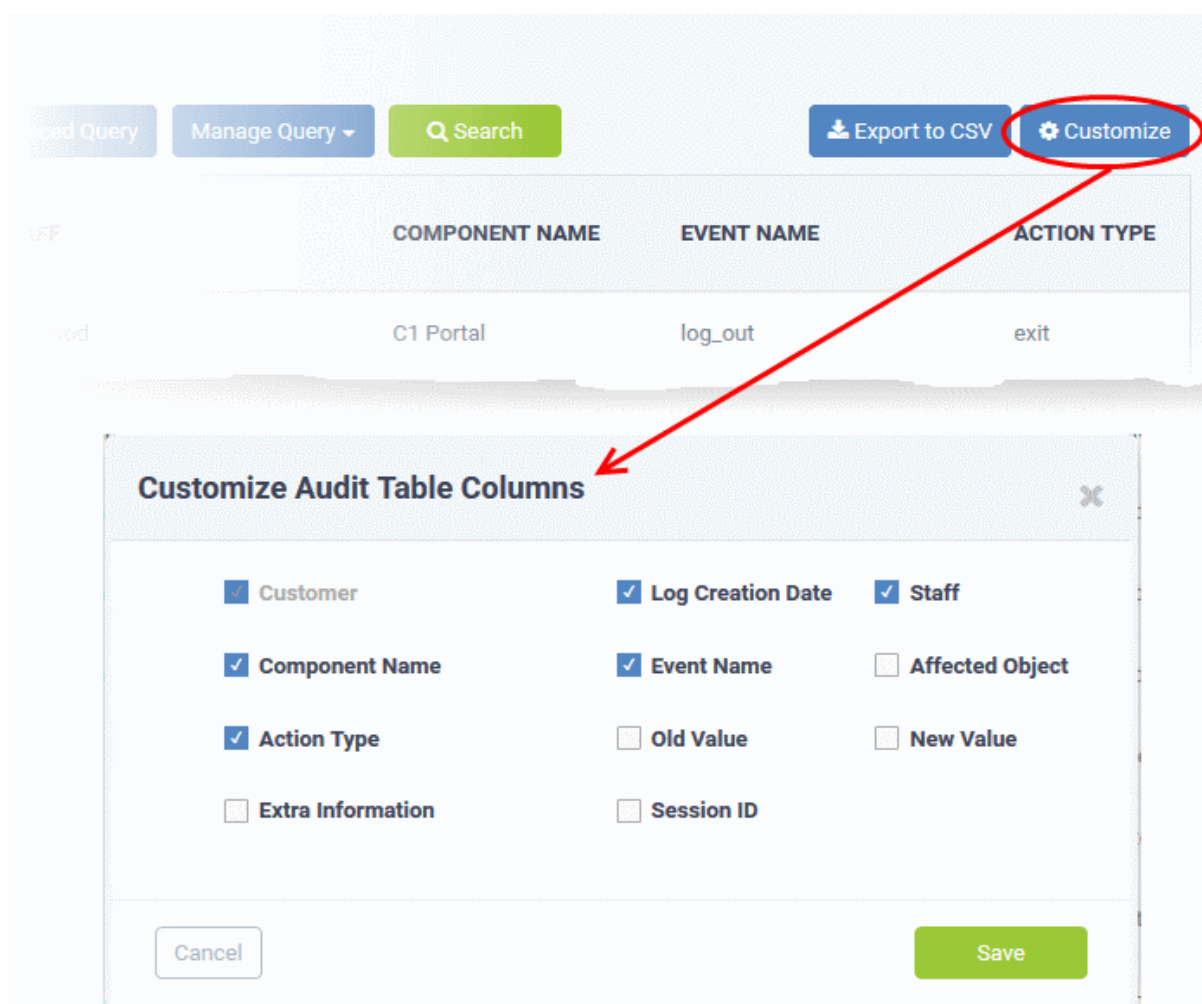 Query Manage Query Search Export to CSV Customize
COMPONENT NAME EVENT NAME ACTION TYPE
C1 Portal log_out exit
Customize Audit Table Columns
Customer Log Creation Date Staff
Component Name Event Name Affected Object
Action Type Old Value New Value
Extra Information Session ID
Cancel Save